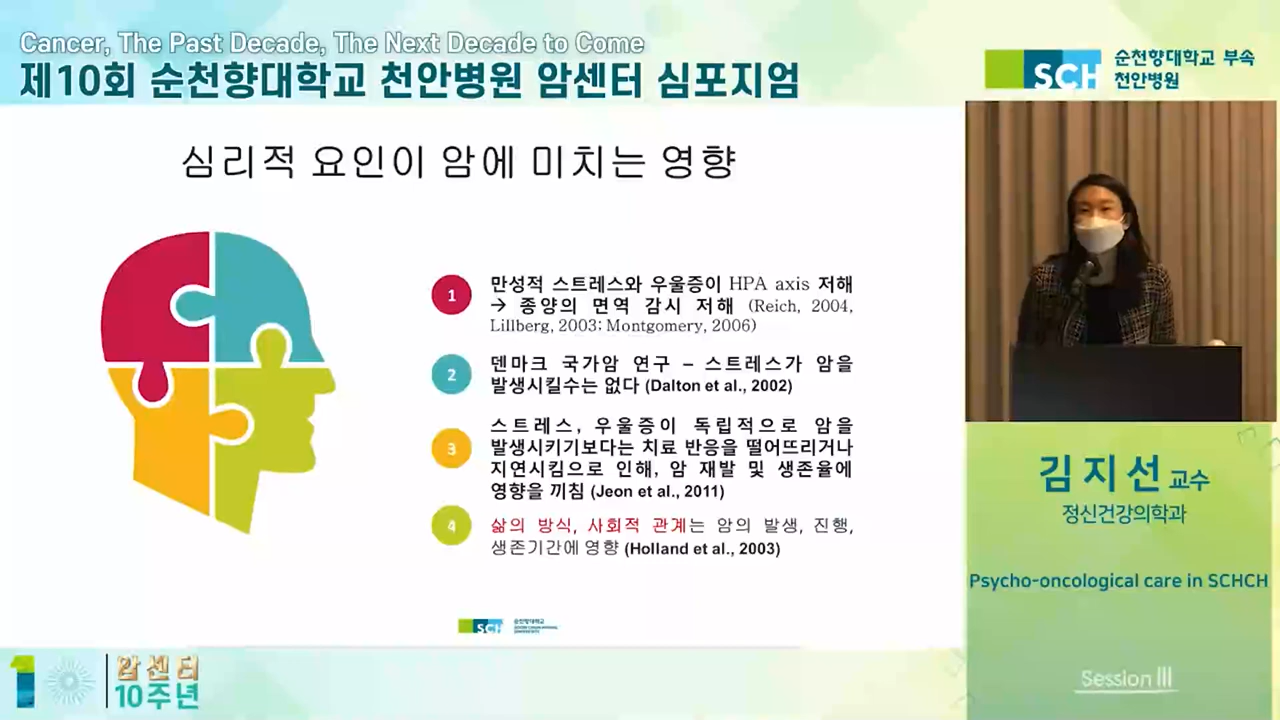 Cancer, The Past Decade, The Next Decade to Come
제10회 순천향대학교 천안병원 암센터 심포지엄
SCH
순천향대학교 부속
천안병원
심리적 요인이 암에 미치는 영향
1
만성적 스트레스와 우울증이 HPA axis 저해
→ 종양의 면역 감시 저해 (Reich, 2004,
Lillberg, 2003; Montgomery, 2006)
2
덴마크 국가암 연구 – 스트레스가 암을
발생시킬수는 없다 (Dalton et al., 2002)
3
스트레스, 우울증이 독립적으로 암을
발생시키기보다는 치료 반응을 떨어뜨리거나
지연시킴으로 인해, 암 재발 및 생존율에
영향을 끼침 (Jeon et al., 2011)
4
삶의 방식, 사회적 관계는 암의 발생, 진행,
생존기간에 영향 (Holland et al., 2003)
김지선 교수
정신건강의학과
Psycho-oncological care in SCHCH
Session III
SCH
순천향대학교
10
암센터
10주년